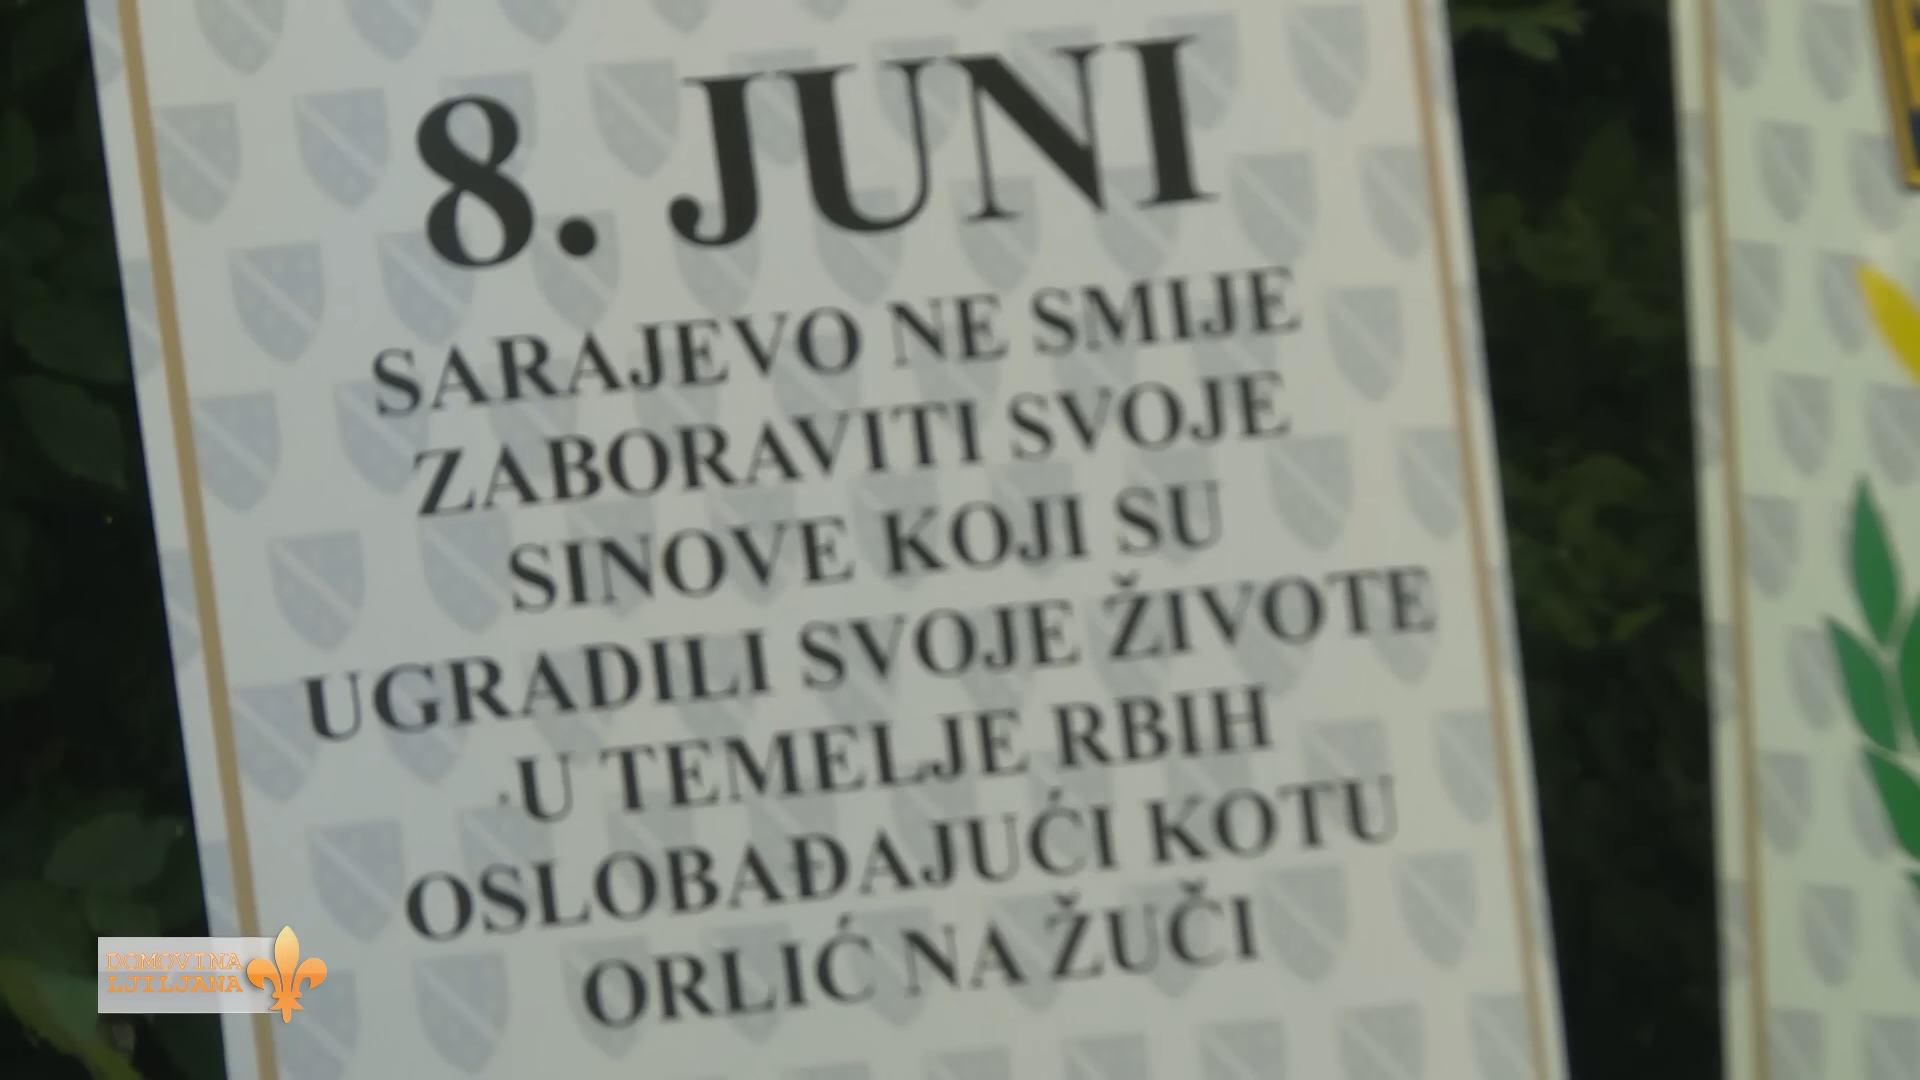 8. JUNI
SARAJEVO NE SMIJE
ZABORAVITI SVOJE
SINOVE KOJI SU
UGRADILI SVOJE ŽIVOTE
U TEMELJE RBIH
OSLOBAĐAJUĆI KOTU
ORLIĆ NA ŽUČI
DOMOVINA
LJILJANA